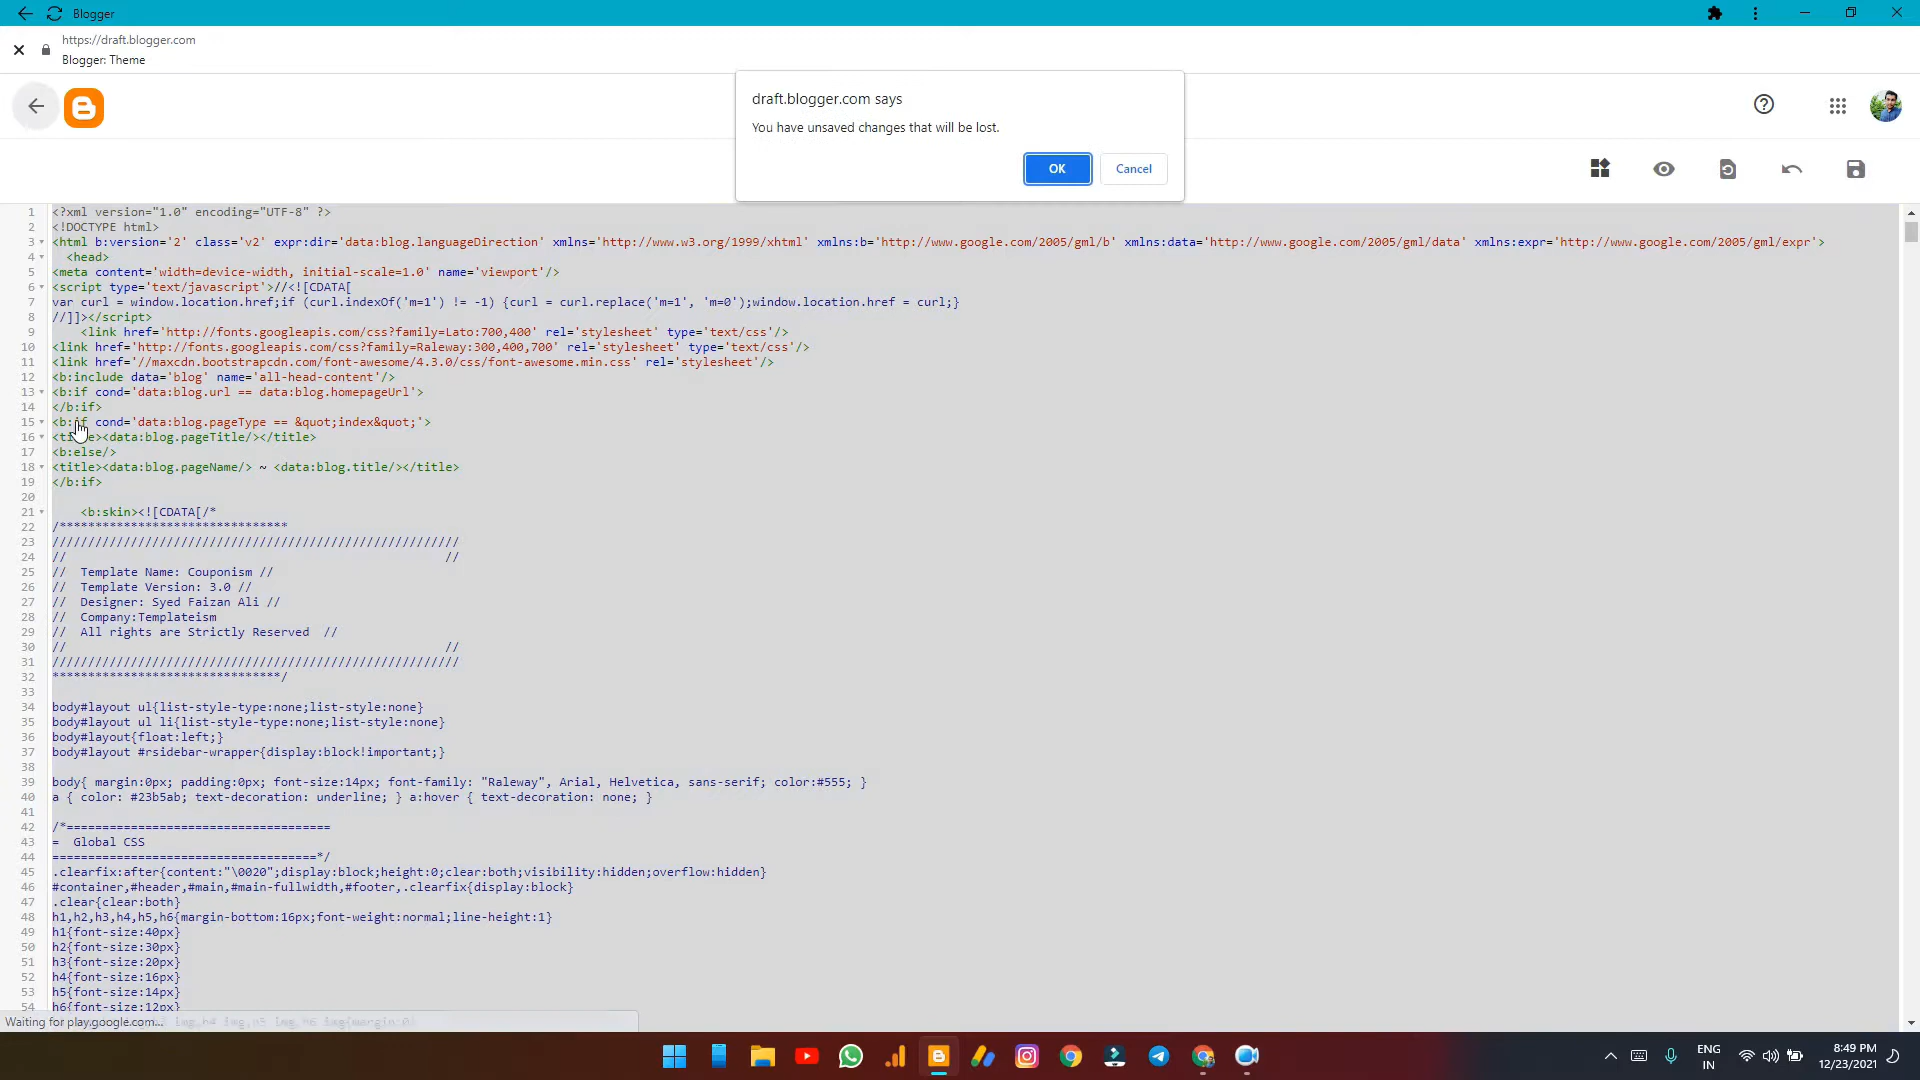 Blogger
https://draft.blogger.com
Blogger: Theme
draft.blogger.com says
You have unsaved changes that will be lost.
OK
Cancel
1 <?xml version="1.0" encoding="UTF-8" ?>
2 <!DOCTYPE html>
3 <html b:version='2' class='v2' expr:dir='data:blog.languageDirection' xmlns='http://www.w3.org/1999/xhtml' xmlns:b='http://www.google.com/2005/gml/b' xmlns:data='http://www.google.com/2005/gml/data' xmlns:expr='http://www.google.com/2005/gml/expr'>
4 <head>
5 <meta content='width=device-width, initial-scale=1.0' name='viewport'/>
6 <script type='text/javascript'>//<![CDATA[
7 var curl = window.location.href;if (curl.indexOf('m=1') != -1) {curl = curl.replace('m=1', 'm=0');window.location.href = curl;}
8 //]]></script>
9 <link href='http://fonts.googleapis.com/css?family=Lato:700,400' rel='stylesheet' type='text/css'/>
10 <link href='http://fonts.googleapis.com/css?family=Raleway:300,400,700' rel='stylesheet' type='text/css'/>
11 <link href='//maxcdn.bootstrapcdn.com/font-awesome/4.3.0/css/font-awesome.min.css' rel='stylesheet'/>
12 <b:include data='blog' name='all-head-content'/>
13 <b:if cond='data:blog.url == data:blog.homepageUrl'>
14 </b:if>
15 <b:if cond='data:blog.pageType == &quot;index&quot;'>
16 <title><data:blog.pageTitle/></title>
17 <b:else/>
18 <title><data:blog.pageName/> ~ <data:blog.title/></title>
19 </b:if>
20
21 <b:skin><![CDATA[/*
22 /********************************
23 /////////////////////////////////////////////////////////
24 // //
25 // Template Name: Couponism //
26 // Template Version: 3.0 //
27 // Designer: Syed Faizan Ali //
28 // Company:Templateism
29 // All rights are Strictly Reserved //
30 // //
31 /////////////////////////////////////////////////////////
32 ********************************/
33
34 body#layout ul{list-style-type:none;list-style:none}
35 body#layout ul li{list-style-type:none;list-style:none}
36 body#layout{float:left;}
37 body#layout #rsidebar-wrapper{display:block!important;}
38
39 body{ margin:0px; padding:0px; font-size:14px; font-family: "Raleway", Arial, Helvetica, sans-serif; color:#555; }
40 a { color: #23b5ab; text-decoration: underline; } a:hover { text-decoration: none; }
41
42 /*=====================================
43 = Global CSS
44 =====================================*/
45 .clearfix:after{content:"\0020";display:block;height:0;clear:both;visibility:hidden;overflow:hidden}
46 #container,#header,#main,#main-fullwidth,#footer,.clearfix{display:block}
47 .clear{clear:both}
48 h1,h2,h3,h4,h5,h6{margin-bottom:16px;font-weight:normal;line-height:1}
49 h1{font-size:40px}
50 h2{font-size:30px}
51 h3{font-size:20px}
52 h4{font-size:16px}
53 h5{font-size:14px}
54 h6{font-size:12px}
Waiting for play.google.com...
ENG
IN
8:49 PM
12/23/2021